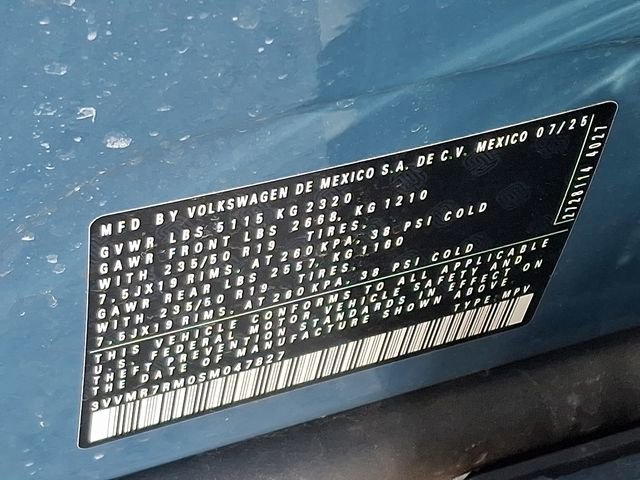 MFD. BY VOLKSWAGEN DE MEXICO S.A. DE C.V. MEXICO 07/25
GVWR LBS 5115 KG 2320
GAWR FRONT LBS 2668, KG 1210
WITH 235/50 R19 TIRES,
7.5JX19 RIMS, AT 260 KPA, 38 PSI COLD
GAWR REAR LBS 2557, KG 1160
WITH 235/50 R19 TIRES,
7.5JX19 RIMS, AT 260 KPA, 38 PSI COLD
THIS VEHICLE CONFORMS TO ALL APPLICABLE
U.S. FEDERAL MOTOR VEHICLE SAFETY AND
THEFT PREVENTION STANDARDS IN EFFECT ON
THE DATE OF MANUFACTURE SHOWN ABOVE
3VVMR7RM0SM047827 TYPE: MPV
2720114 4027